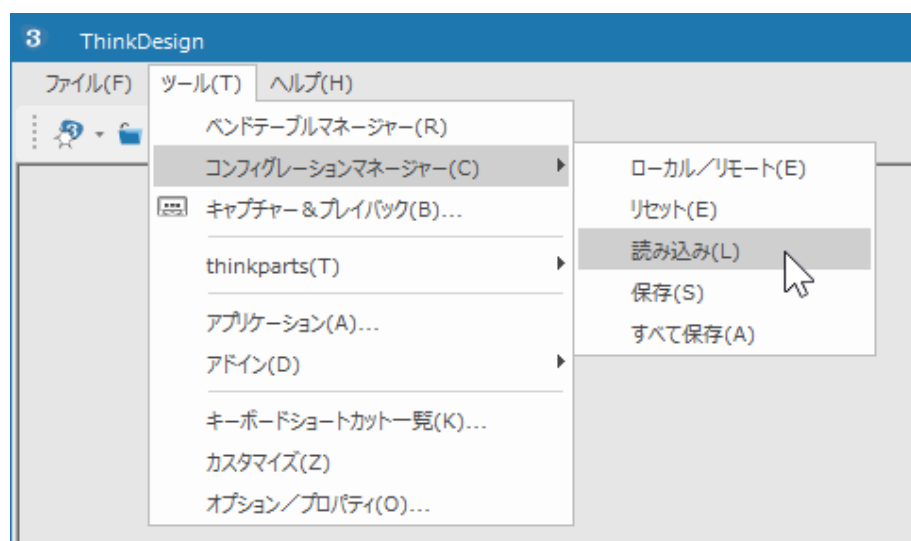 3 ThinkDesign
ファイル(F) ツール(T) ヘルプ(H)
3
ベンドテーブルマネージャー(R)
コンフィグレーションマネージャー(C)
キャプチャー＆プレイバック(B)...
thinkparts(T)
アプリケーション(A)...
アドイン(D)
キーボードショートカット一覧(K)...
カスタマイズ(Z)
オプション／プロパティ(O)...
ローカル／リモート(E)
リセット(E)
読み込み(L)
保存(S)
すべて保存(A)